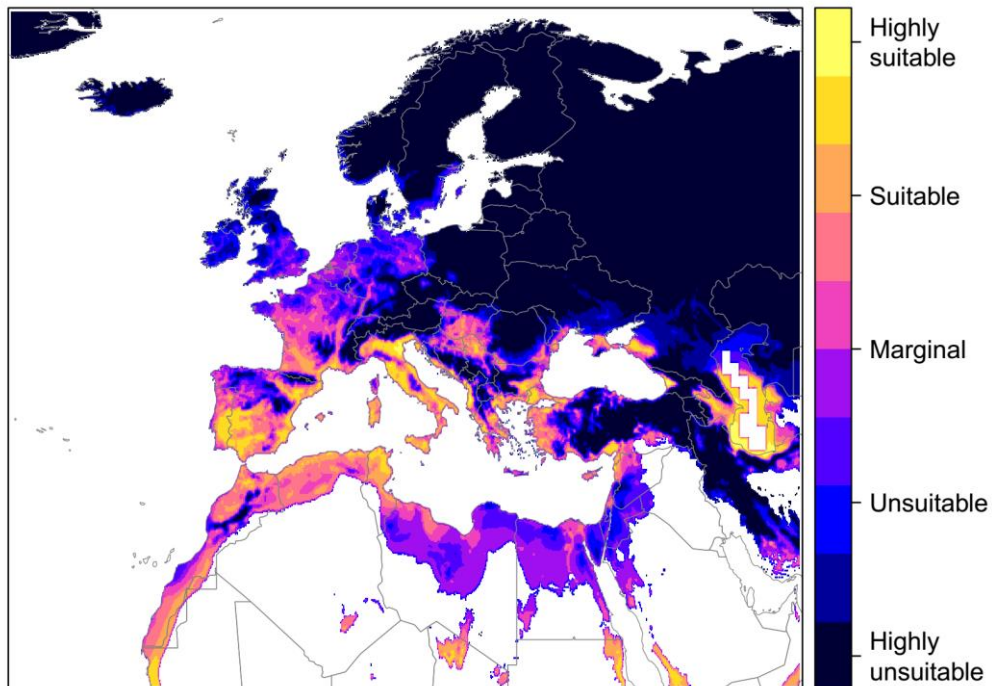 Highly
suitable
Suitable
Marginal
Unsuitable
Highly
unsuitable